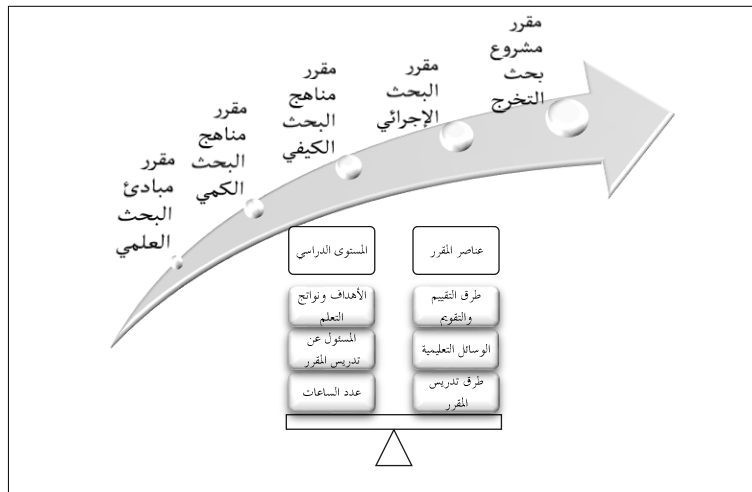 مقرر
مشروع
بحث
التخرج
مقرر
البحث
الإجرائي
مقرر
مناهج
البحث
الكيفي
مقرر
مناهج
البحث
الكمي
مقرر
مبادئ
البحث
العلمي
عناصر المقرر
المستوى الدراسي
طرق التقييم
والتقويم
الأهداف ونواتج
التعلم
الوسائل التعليمية
المسئول عن
تدريس المقرر
طرق تدريس
المقرر
عدد الساعات